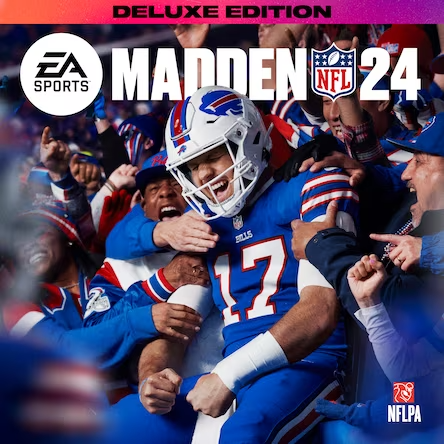 DELUXE EDITION
EA
SPORTS
MADDEN NFL 24
BILLS
17
NFLPA